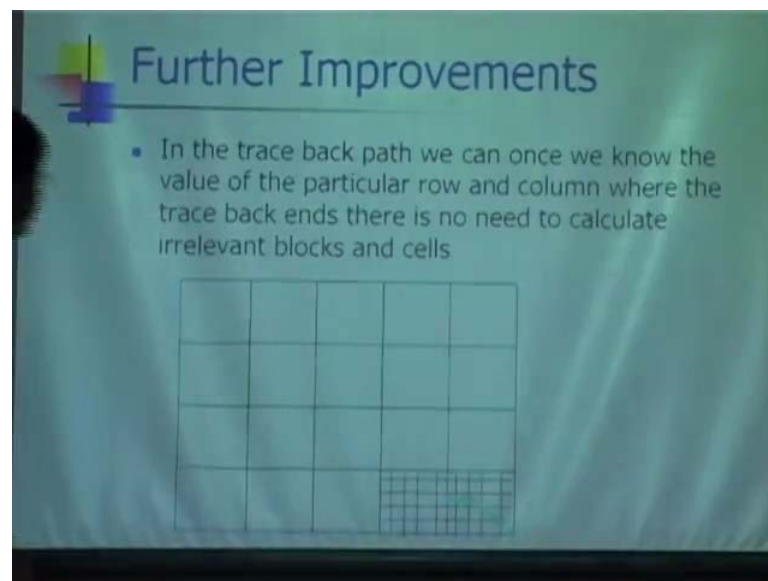 Further Improvements
In the trace back path we can once we know the
value of the particular row and column where the
trace back ends there is no need to calculate
irrelevant blocks and cells